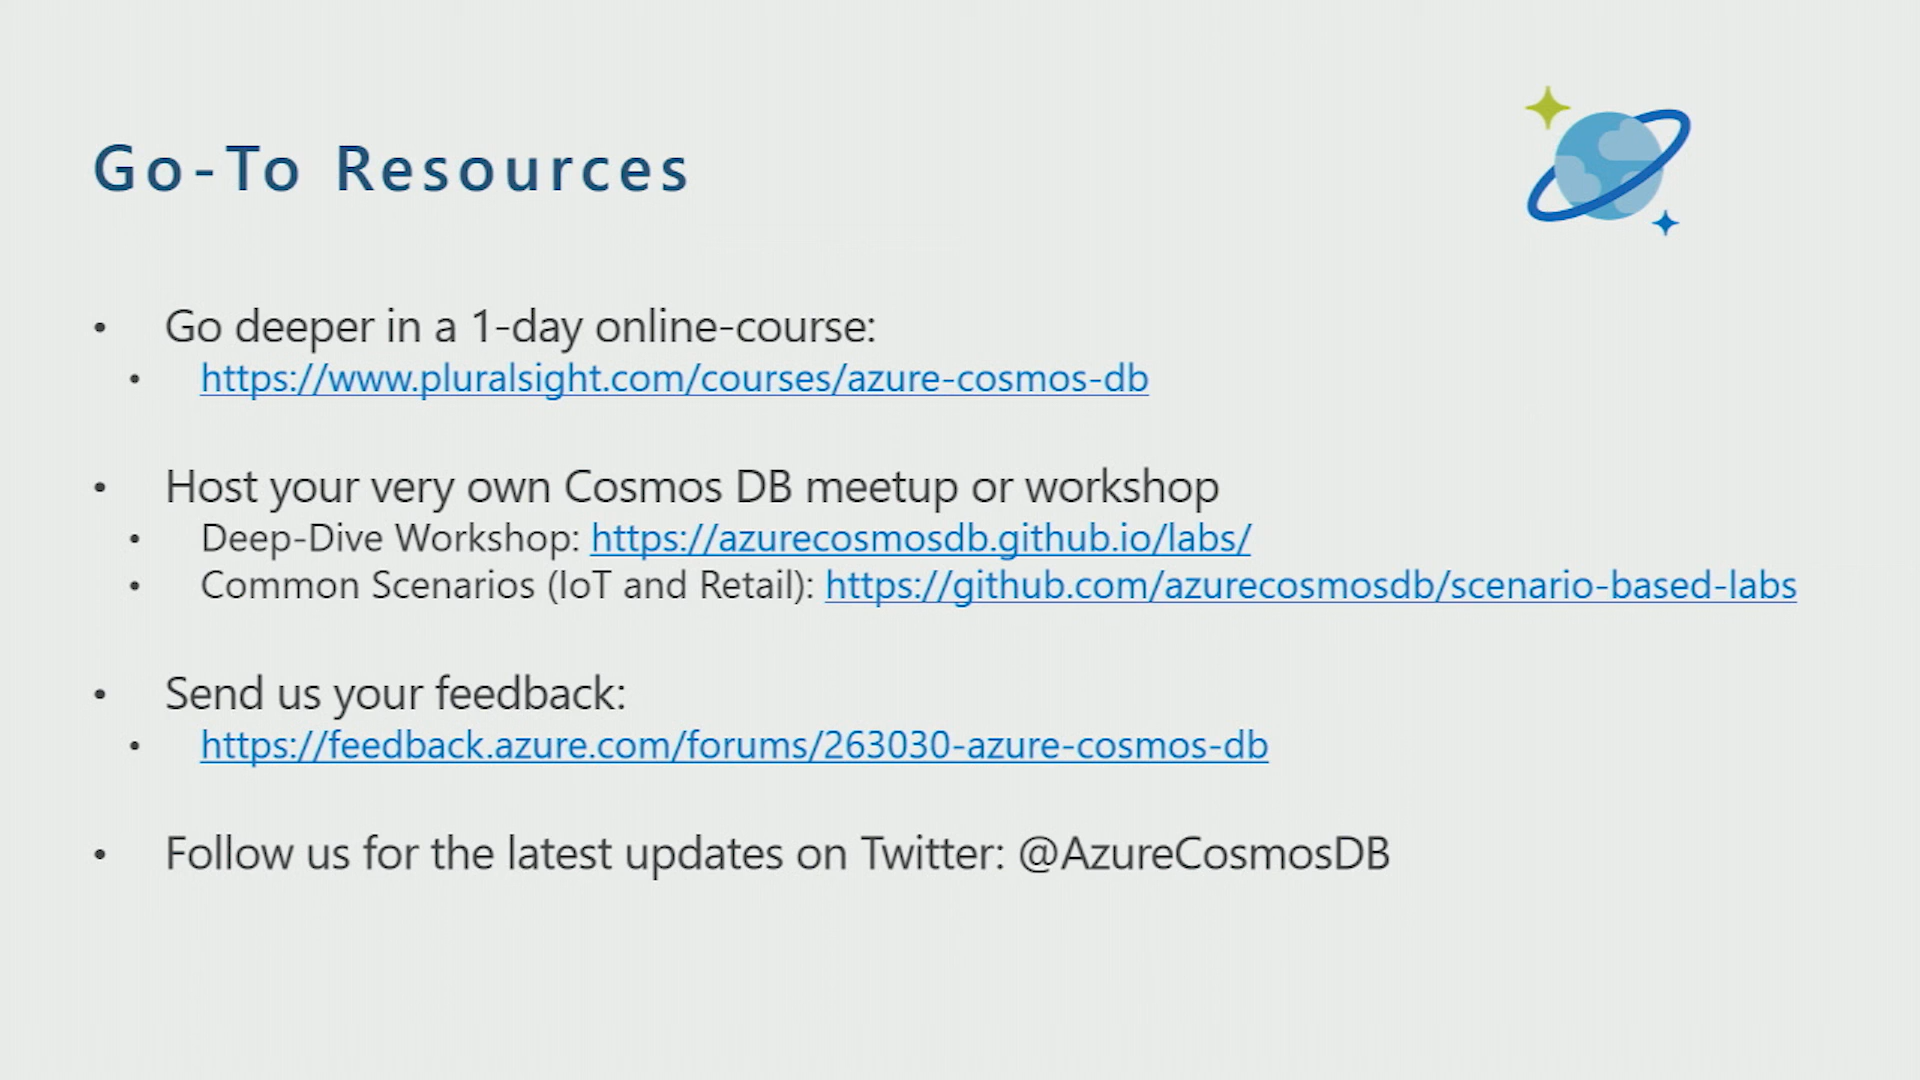 Go-To Resources
• Go deeper in a 1-day online-course:
• https://www.pluralsight.com/courses/azure-cosmos-db
• Host your very own Cosmos DB meetup or workshop
• Deep-Dive Workshop: https://azurecosmosdb.github.io/labs/
• Common Scenarios (IoT and Retail): https://github.com/azurecosmosdb/scenario-based-labs
• Send us your feedback:
• https://feedback.azure.com/forums/263030-azure-cosmos-db
• Follow us for the latest updates on Twitter: @AzureCosmosDB